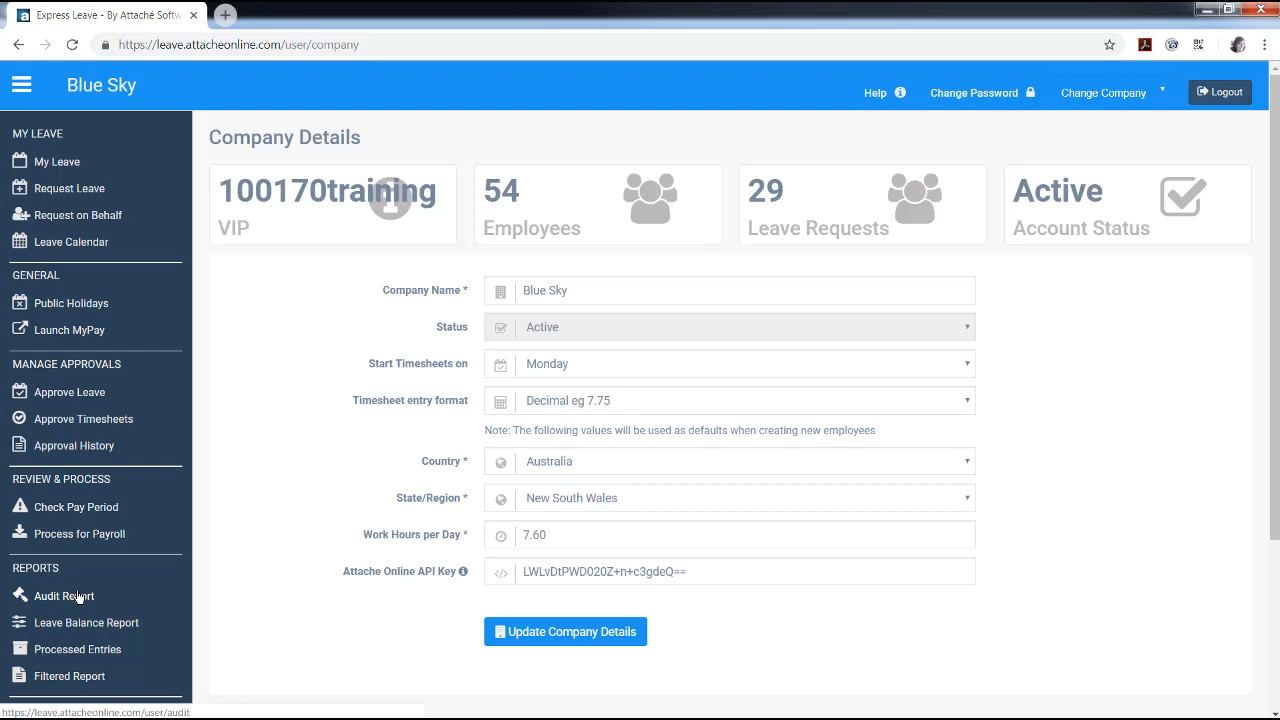 Express Leave - By Attaché Softw
https://leave.attacheonline.com/user/company
Blue Sky
Help
Change Password
Change Company
Logout
MY LEAVE
My Leave
Request Leave
Request on Behalf
Leave Calendar
GENERAL
Public Holidays
Launch MyPay
MANAGE APPROVALS
Approve Leave
Approve Timesheets
Approval History
REVIEW & PROCESS
Check Pay Period
Process for Payroll
REPORTS
Audit Report
Leave Balance Report
Processed Entries
Filtered Report
https://leave.attacheonline.com/user/audit
Company Details
100170training
VIP
54
Employees
29
Leave Requests
Active
Account Status
Company Name * Blue Sky
Status Active
Start Timesheets on Monday
Timesheet entry format Decimal eg 7.75
Note: The following values will be used as defaults when creating new employees
Country * Australia
State/Region * New South Wales
Work Hours per Day * 7.60
Attache Online API Key LWLvDtPWD020Z+n+c3gdeQ==
Update Company Details